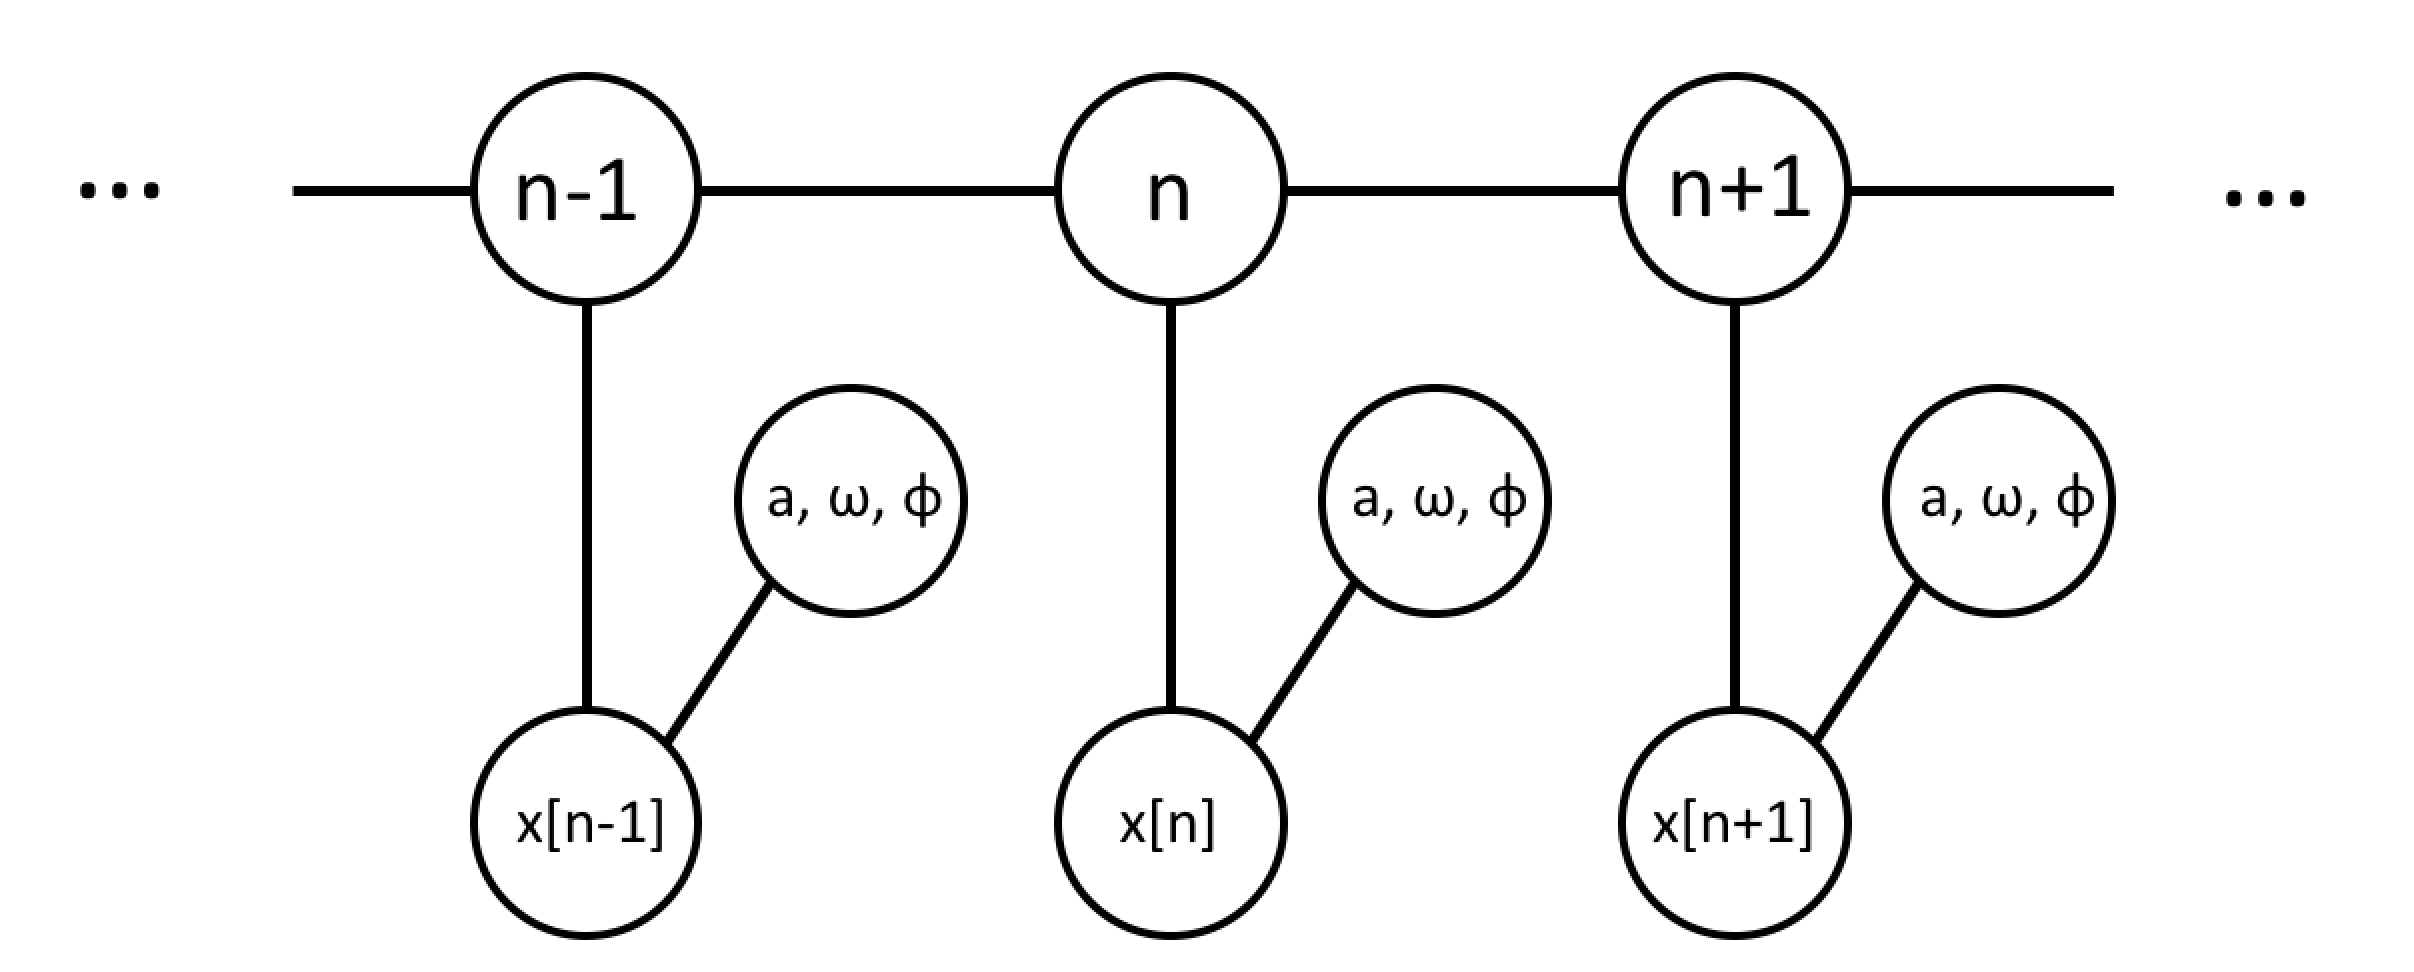 ... n-1 n n+1 ...
a, ω, ϕ a, ω, ϕ a, ω, ϕ
x[n-1] x[n] x[n+1]